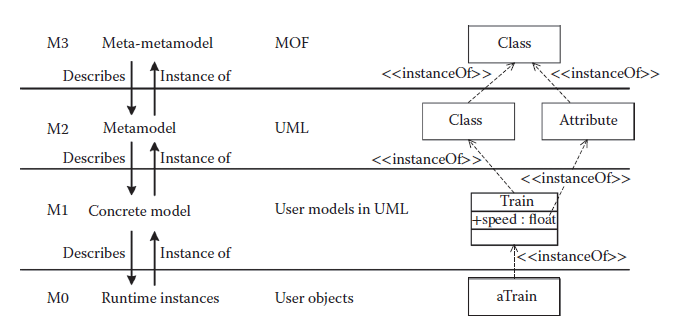 M3 Meta-metamodel MOF Class
Describes Instance of <<instanceOf>> <<instanceOf>>
M2 Metamodel UML Class Attribute
Describes Instance of <<instanceOf>>
<<instanceOf>>
Train
M1 Concrete model User models in UML
+speed : float
Describes Instance of <<instanceOf>>
M0 Runtime instances User objects aTrain